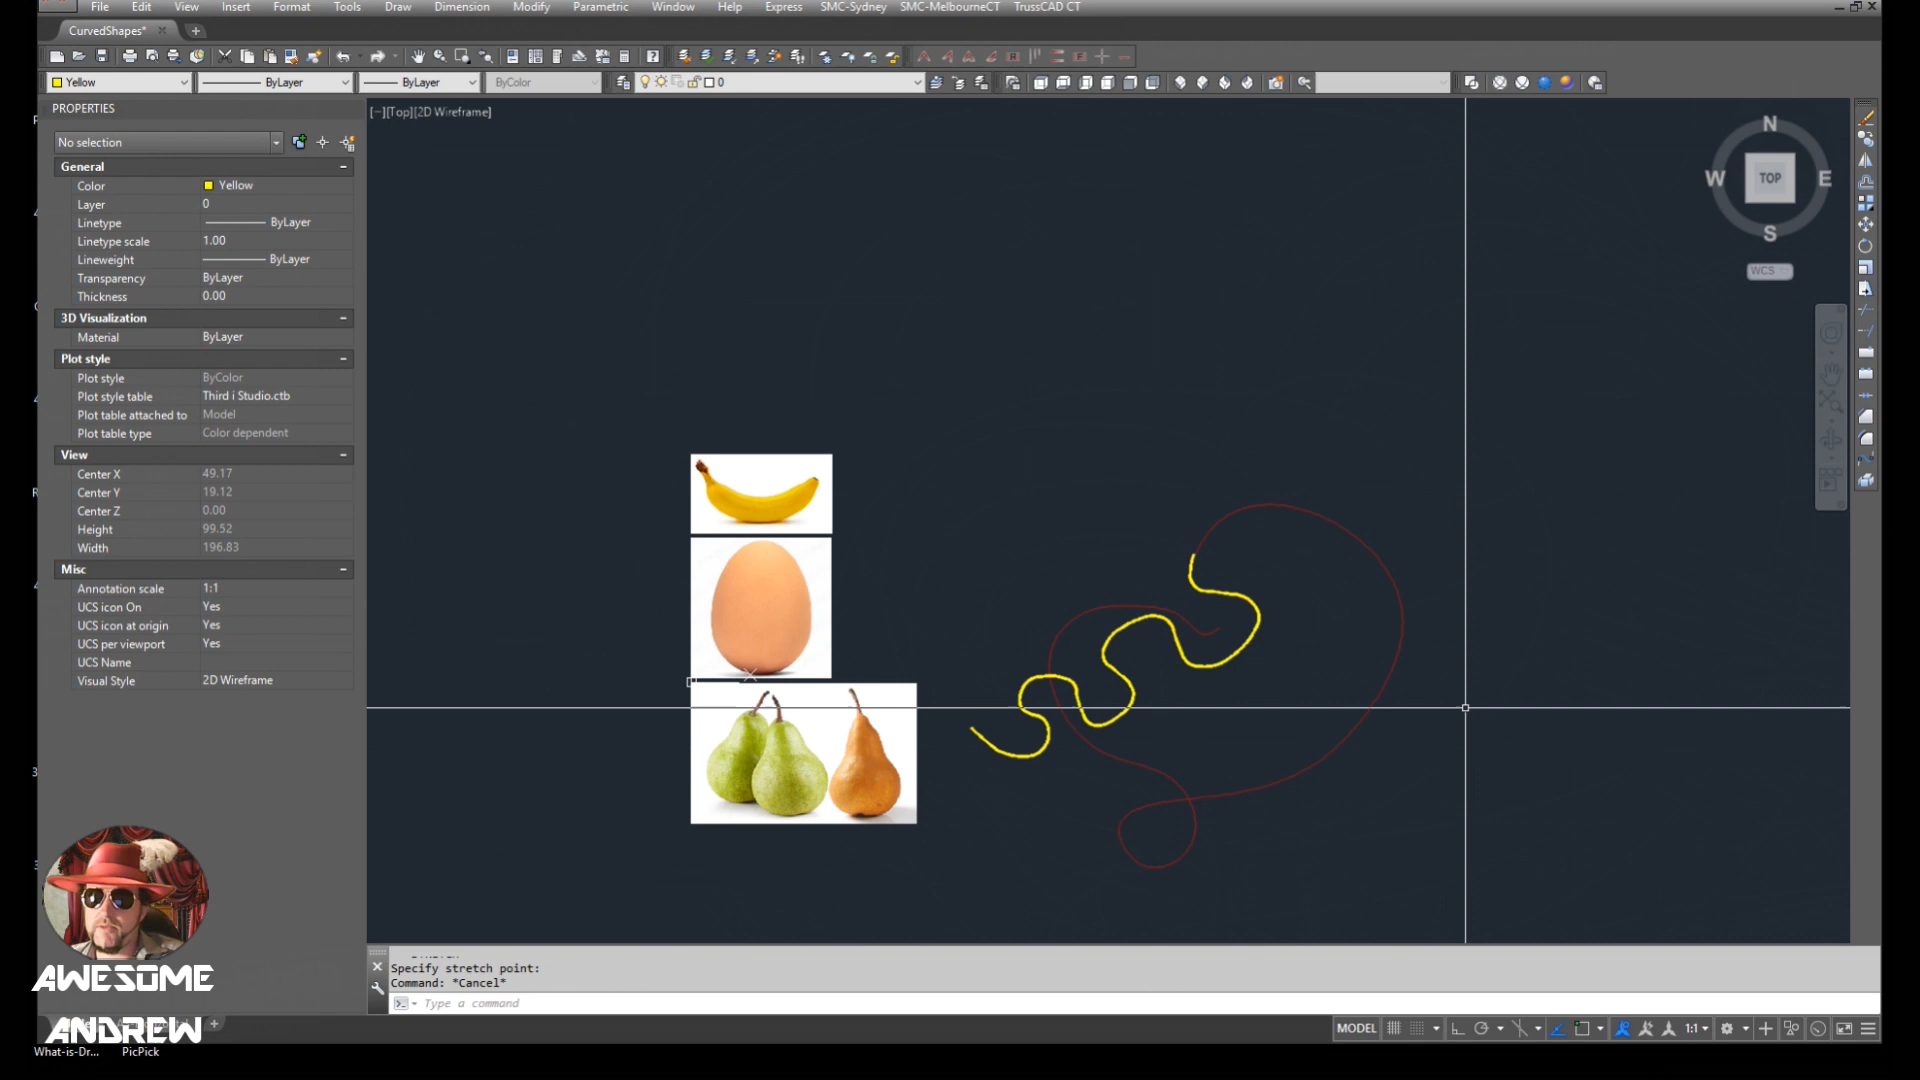 File Edit View Insert Format Tools Draw Dimension Modify Parametric Window Help Express SMC-Sydney SMC-MelbourneCT TrussCAD CT
CurvedShapes*
Yellow ByLayer ByLayer ByColor 0
PROPERTIES
[−][Top][2D Wireframe]
No selection
General
Color Yellow
Layer 0
Linetype ByLayer
Linetype scale 1.00
Lineweight ByLayer
Transparency ByLayer
Thickness 0.00
3D Visualization
Material ByLayer
Plot style
Plot style ByColor
Plot style table Third i Studio.ctb
Plot table attached to Model
Plot table type Color dependent
View
Center X 49.17
Center Y 19.12
Center Z 0.00
Height 99.52
Width 196.83
Misc
Annotation scale 1:1
UCS icon On Yes
UCS icon at origin Yes
UCS per viewport Yes
UCS Name
Visual Style 2D Wireframe
N
W TOP E
S
WCS
Specify stretch point:
Command: *Cancel*
Type a command
AWESOME
ANDREW
MODEL 1:1
What-is-Dr... PicPick